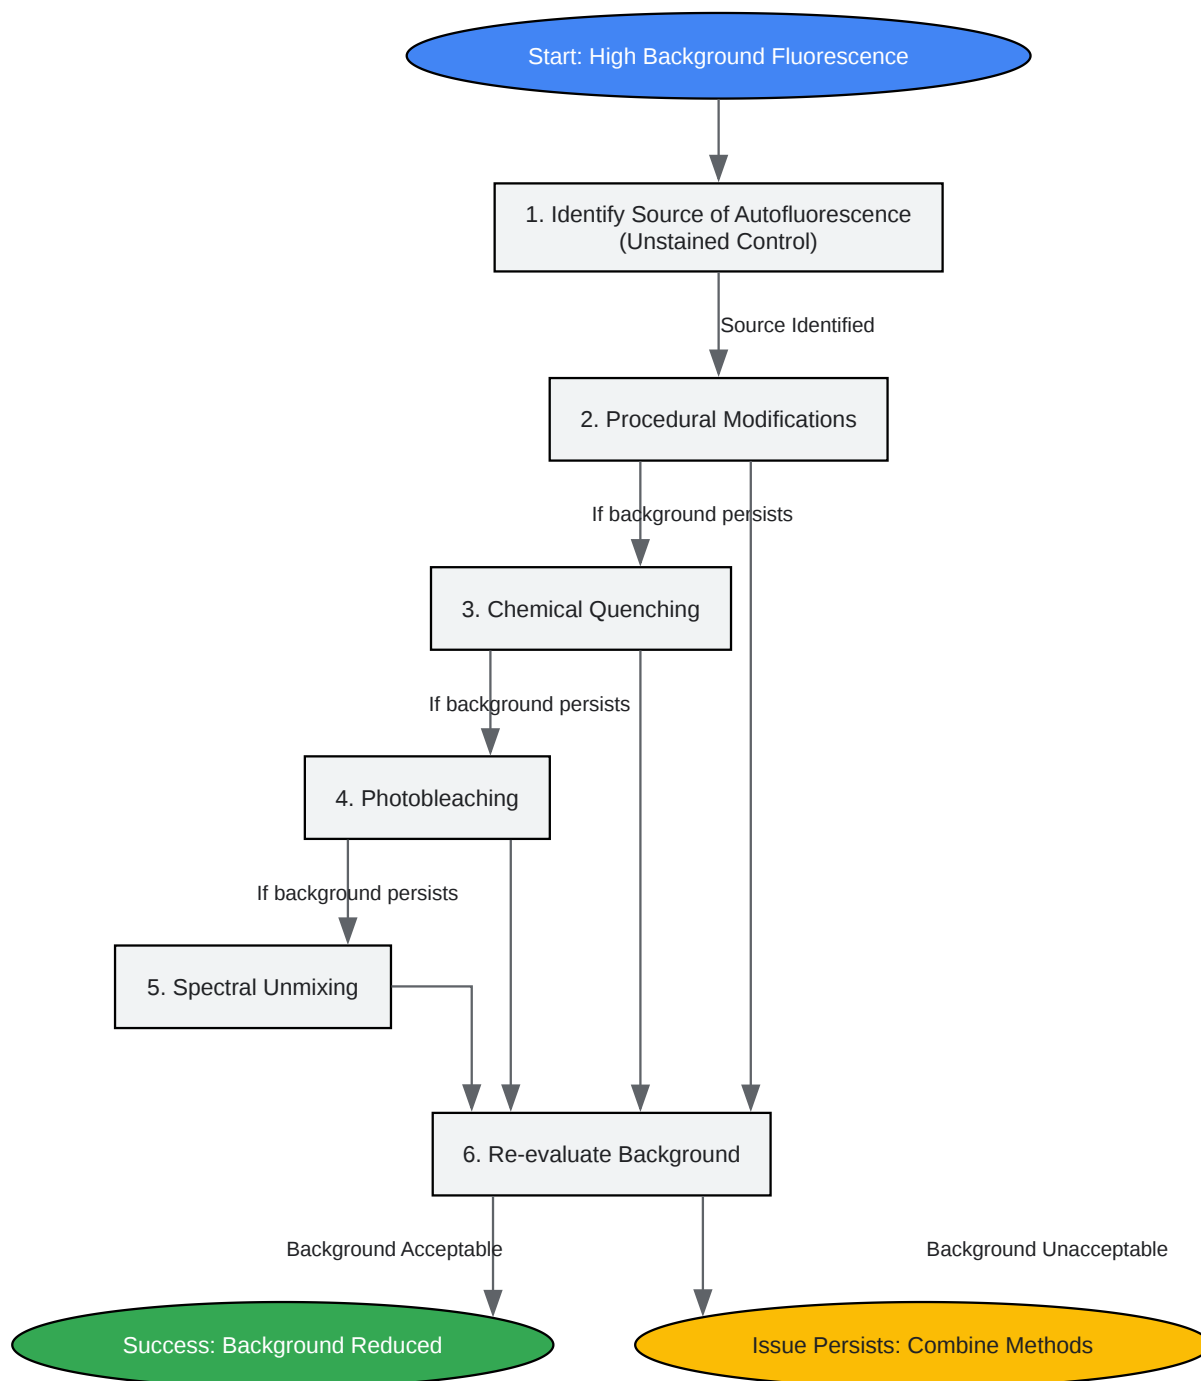 Start: High Background Fluorescence
1. Identify Source of Autofluorescence
(Unstained Control)
Source Identified
2. Procedural Modifications
If background persists
3. Chemical Quenching
If background persists
4. Photobleaching
If background persists
5. Spectral Unmixing
6. Re-evaluate Background
Background Acceptable
Background Unacceptable
Success: Background Reduced
Issue Persists: Combine Methods